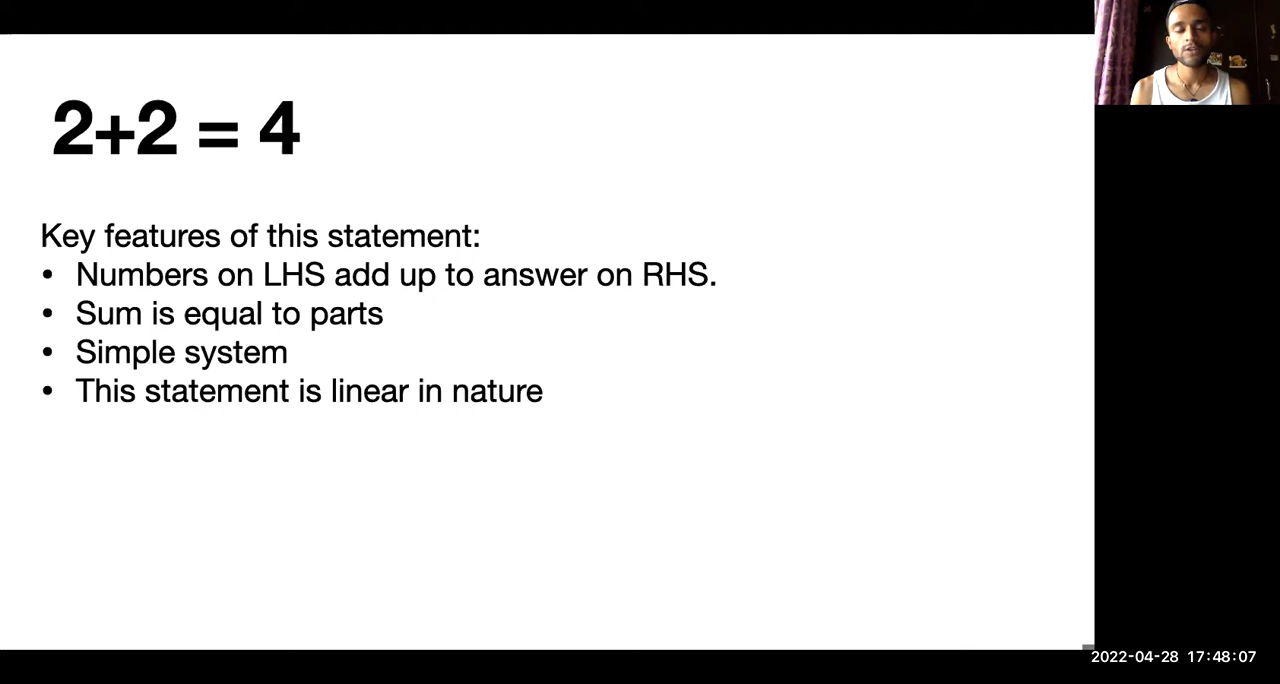 2+2 = 4
Key features of this statement:
• Numbers on LHS add up to answer on RHS.
• Sum is equal to parts
• Simple system
• This statement is linear in nature
2022-04-28 17:48:07